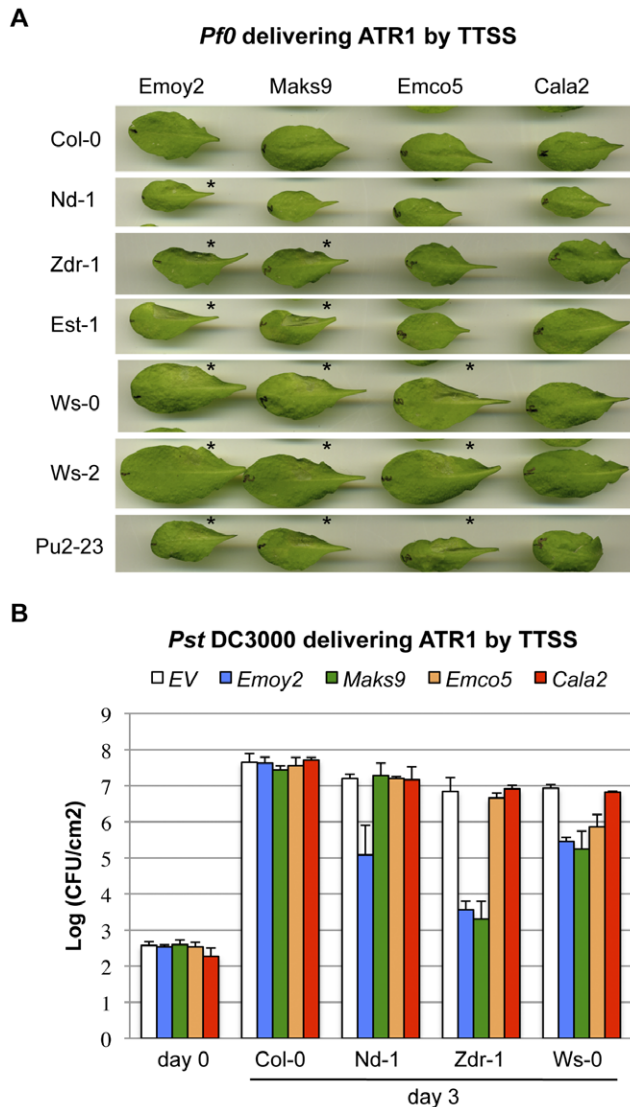 A
Pf0 delivering ATR1 by TTSS
Emoy2 Maks9 Emco5 Cala2
Col-0
Nd-1 *
Zdr-1 * *
Est-1 * *
Ws-0 * * *
Ws-2 * * *
Pu2-23 * * *
B
Pst DC3000 delivering ATR1 by TTSS
EV Emoy2 Maks9 Emco5 Cala2
9
8
7
6
5
4
3
2
1
0
Log (CFU/cm2)
day 0 Col-0 Nd-1 Zdr-1 Ws-0
day 3